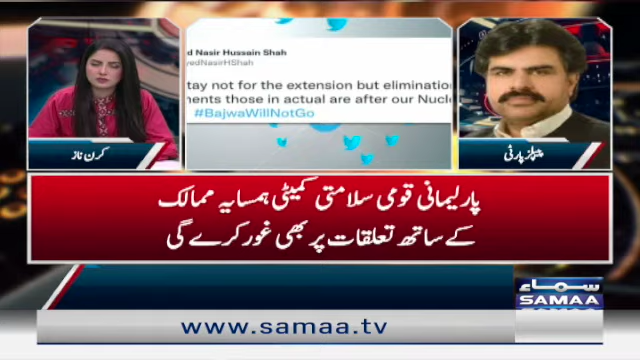 ed Nasir Hussain Shah
yedNasirHShah
tay not for the extension but elimination
nents those in actual are after our Nucle
#BajwaWillNotGo
کرن ناز
پیپلز پارٹی
پارلیمانی قومی سلامتی کمیٹی ہمسایہ ممالک
کے ساتھ تعلقات پر بھی غور کرے گی
سماء
SAMAA
www.samaa.tv